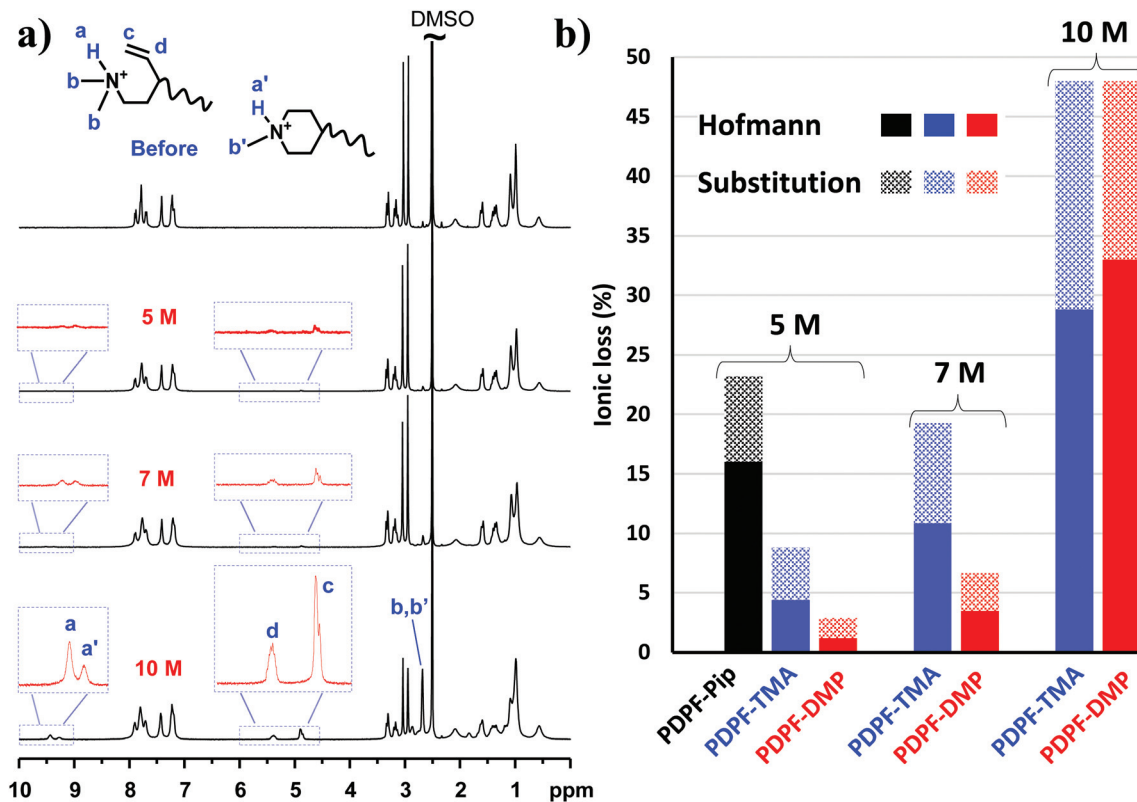 a)
DMSO
a
c
d
H
b
N+
b
a'
H
b'
N+
Before
5 M
7 M
a
a'
10 M
d
c
b,b’
10
9
8
7
6
5
4
3
2
1
ppm
b)
10 M
Hofmann
Substitution
5 M
7 M
Ionic loss (%)
50
45
40
35
30
25
20
15
10
5
0
PDPF-Pip
PDPF-TMA
PDPF-DMP
PDPF-TMA
PDPF-DMP
PDPF-TMA
PDPF-DMP